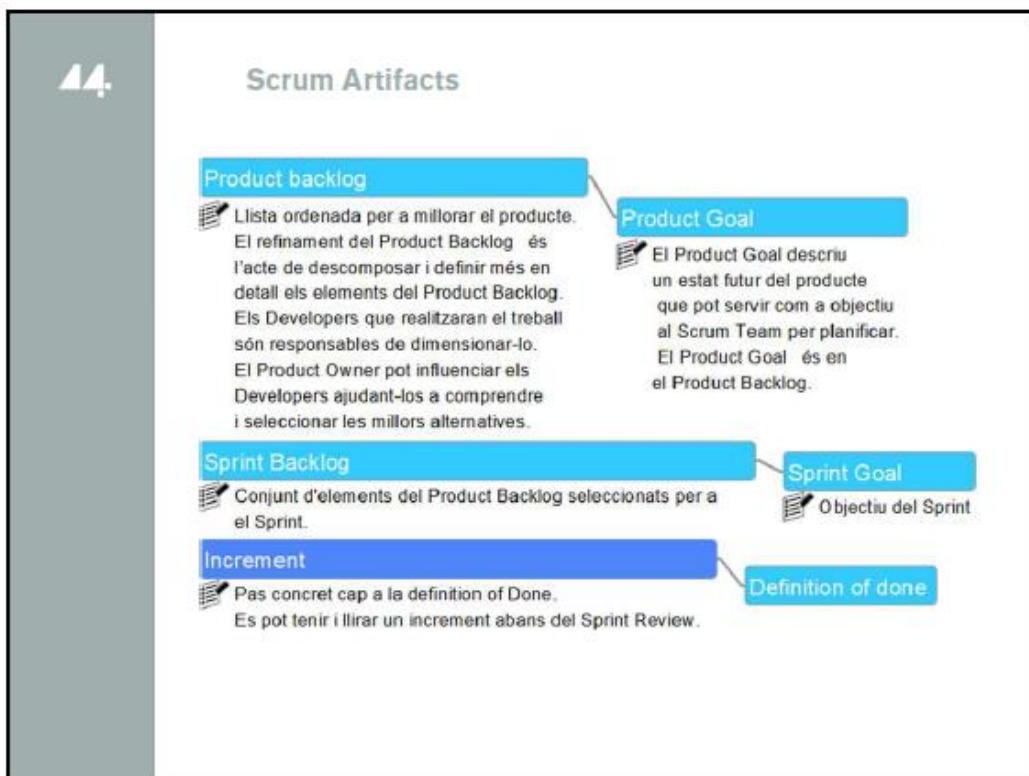 44.
Scrum Artifacts
Product backlog
Llista ordenada per a millorar el producte.
El refinament del Product Backlog és
l'acte de descomposar i definir més en
detall els elements del Product Backlog.
Els Developers que realitzaran el treball
són responsables de dimensionar-lo.
El Product Owner pot influenciar els
Developers ajudant-los a comprendre
i seleccionar les millors alternatives.
Product Goal
El Product Goal descriu
un estat futur del producte
que pot servir com a objectiu
al Scrum Team per planificar.
El Product Goal és en
el Product Backlog.
Sprint Backlog
Conjunt d'elements del Product Backlog seleccionats per a
el Sprint.
Sprint Goal
Objectiu del Sprint
Increment
Pas concret cap a la definition of Done.
Es pot tenir i llirar un increment abans del Sprint Review.
Definition of done